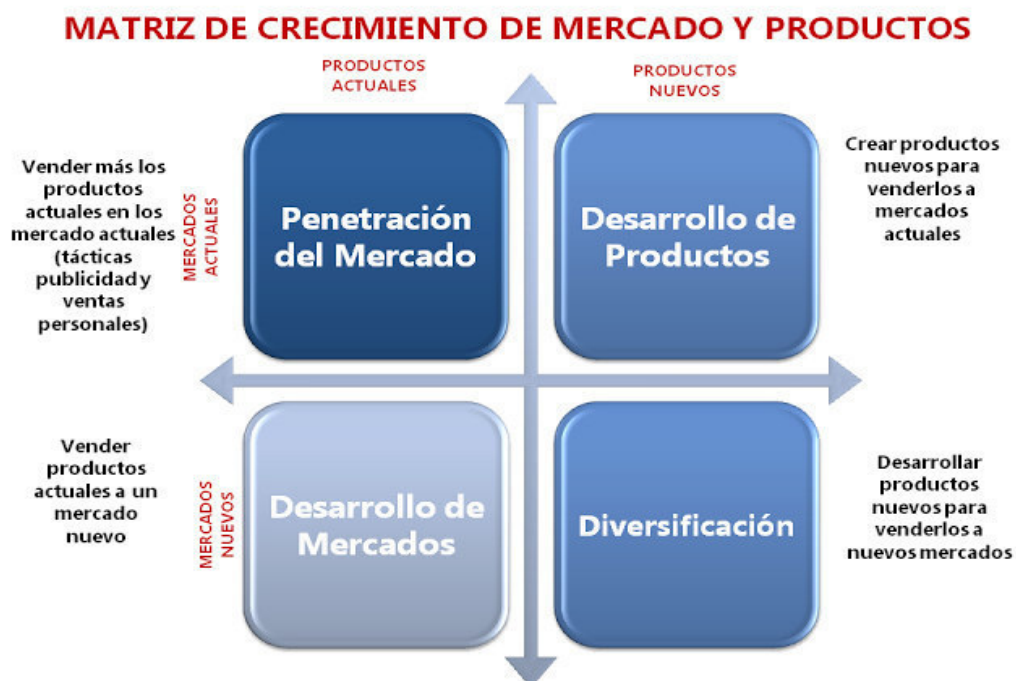 MATRIZ DE CRECIMIENTO DE MERCADO Y PRODUCTOS
PRODUCTOS
ACTUALES
PRODUCTOS
NUEVOS
Vender más los
productos
actuales en los
mercado actuales
(tácticas
publicidad y
ventas
personales)
MERCADOS
ACTUALES
Penetración
del Mercado
Desarrollo de
Productos
Crear productos
nuevos para
venderlos a
mercados
actuales
Vender
productos
actuales a un
mercado
nuevo
MERCADOS
NUEVOS
Desarrollo de
Mercados
Diversificación
Desarrollar
productos
nuevos para
venderlos a
nuevos mercados